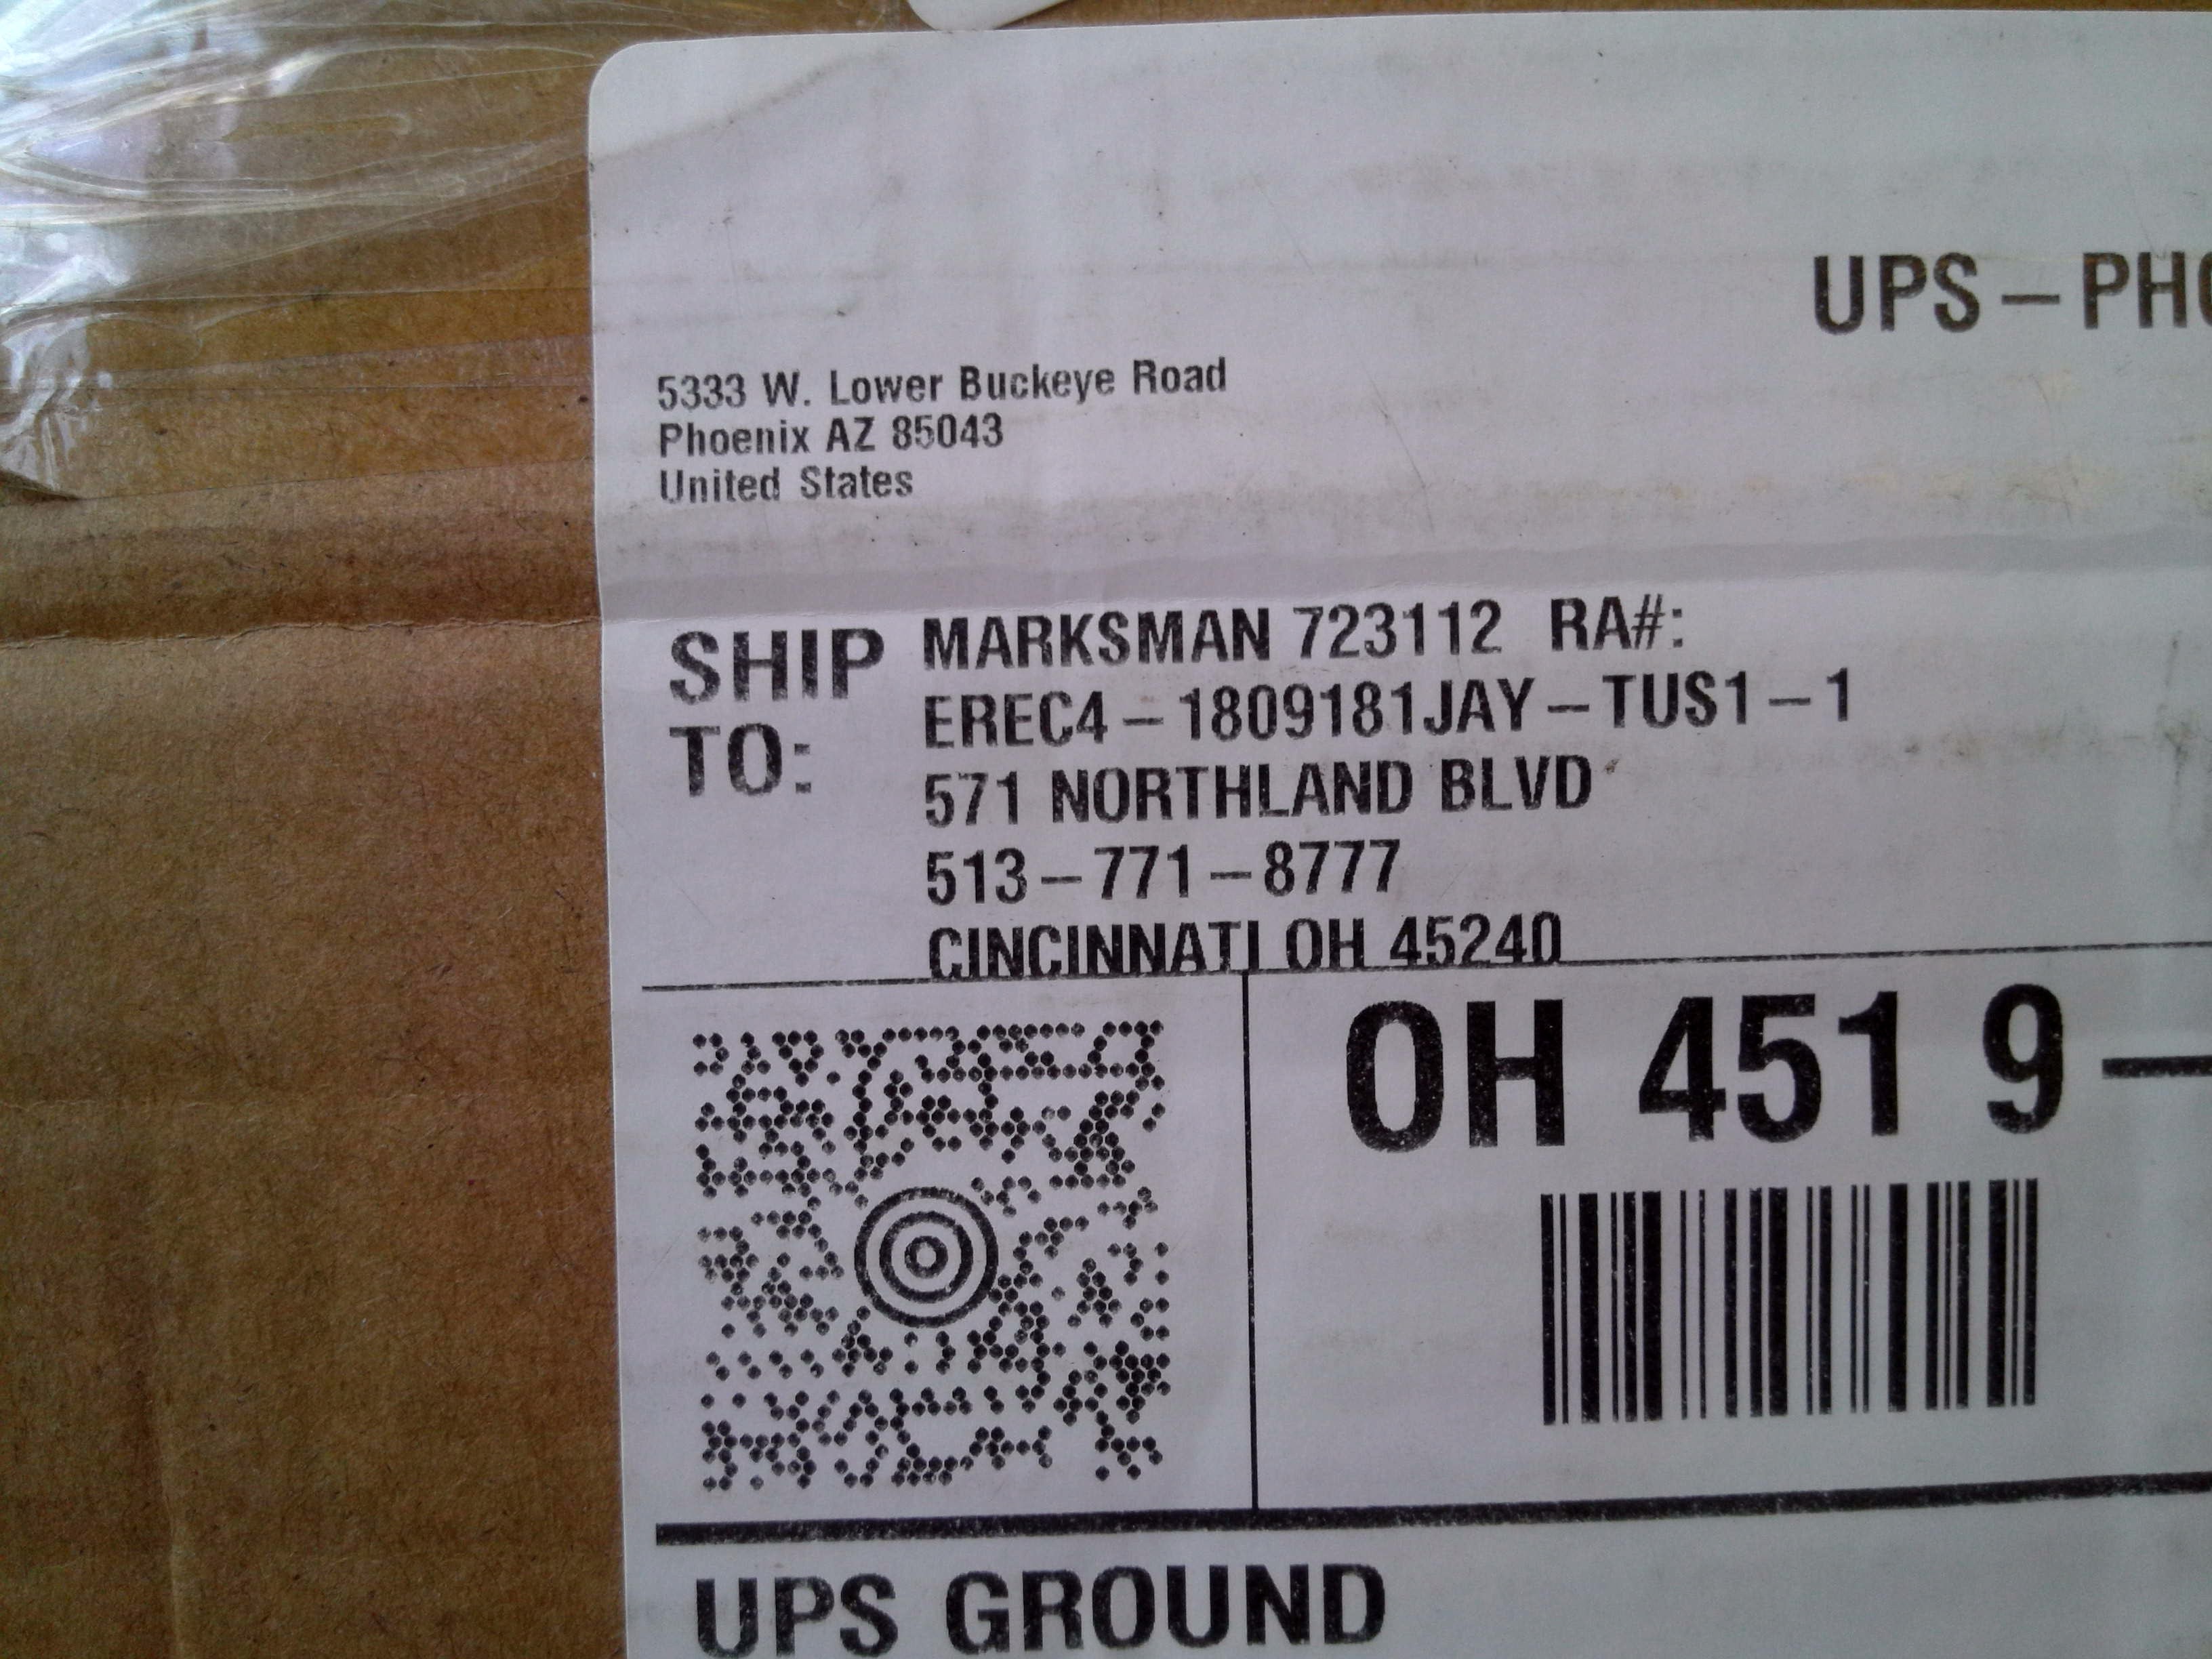 UPS – PHO
5333 W. Lower Buckeye Road
Phoenix AZ 85043
United States
SHIP TO:
MARKSMAN 723112 RA#:
EREC4 – 1809181JAY – TUS1 – 1
571 NORTHLAND BLVD
513 – 771 – 8777
CINCINNATI OH 45240
OH 451 9 –
UPS GROUND